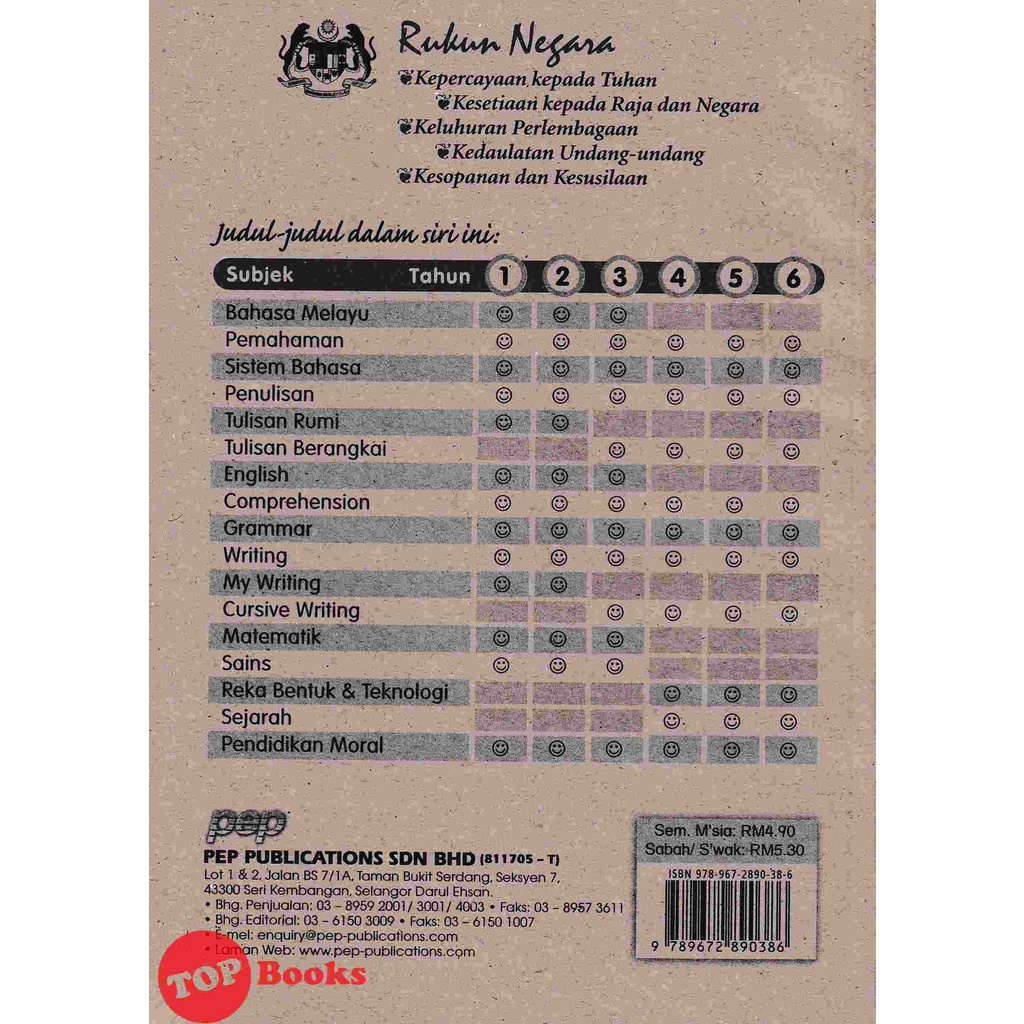 Rukun Negara
Kepercayaan kepada Tuhan
Kesetiaan kepada Raja dan Negara
Keluhuran Perlembagaan
Kedaulatan Undang-undang
Kesopanan dan Kesusilaan
Judul-judul dalam siri ini:
Subjek Tahun 1 2 3 4 5 6
Bahasa Melayu
Pemahaman
Sistem Bahasa
Penulisan
Tulisan Rumi
Tulisan Berangkai
English
Comprehension
Grammar
Writing
My Writing
Cursive Writing
Matematik
Sains
Reka Bentuk & Teknologi
Sejarah
Pendidikan Moral
pep
PEP PUBLICATIONS SDN BHD (811705 - T)
Lot 1 & 2, Jalan BS 7/1A, Taman Bukit Serdang, Seksyen 7,
43300 Seri Kembangan, Selangor Darul Ehsan.
• Bhg. Penjualan: 03 - 8959 2001/ 3001/ 4003 • Faks: 03 - 8957 3611
• Bhg. Editorial: 03 - 6150 3009 • Faks: 03 - 6150 1007
• E-mel: enquiry@pep-publications.com
• Laman Web: www.pep-publications.com
Sem. M'sia: RM4.90
Sabah/ S'wak: RM5.30
ISBN 978-967-2890-38-6
9 789672 890386
TOP Books